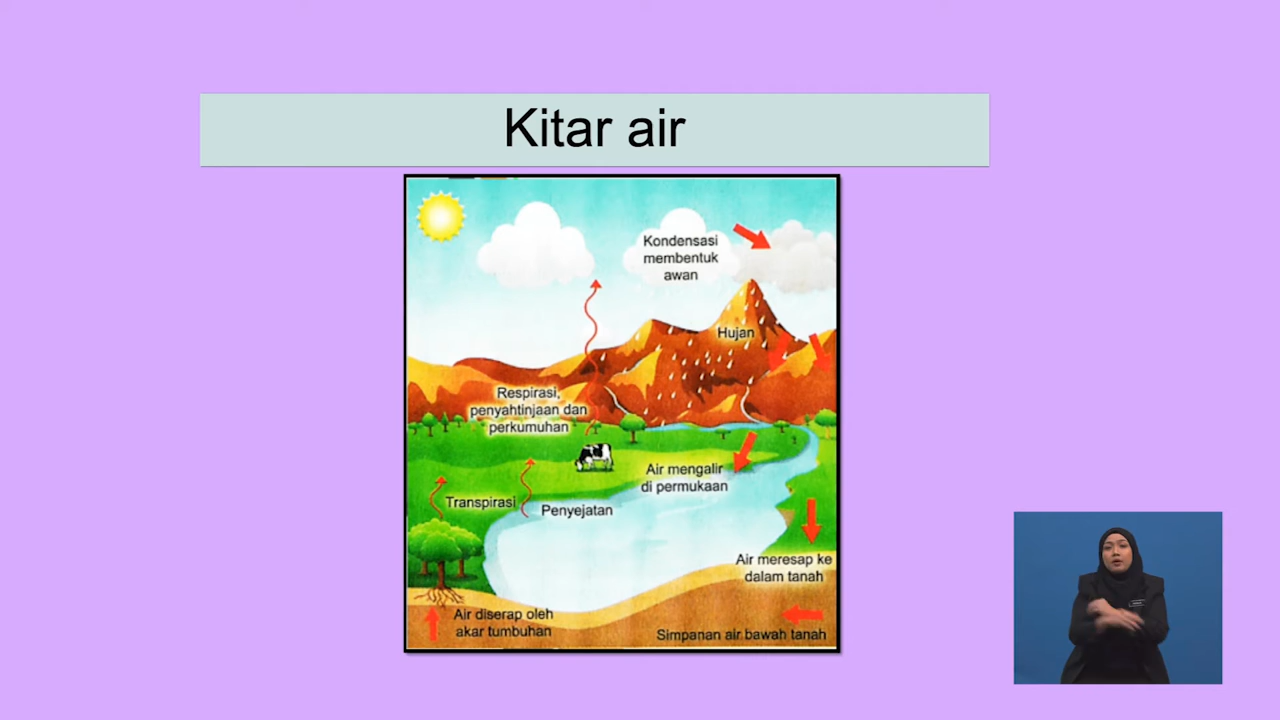 Kitar air
Kondensasi
membentuk
awan
Hujan
Respirasi,
penyahtinjaan dan
perkumuhan
Air mengalir
di permukaan
Transpirasi
Penyejatan
Air meresap ke
dalam tanah
Air diserap oleh
akar tumbuhan
Simpanan air bawah tanah